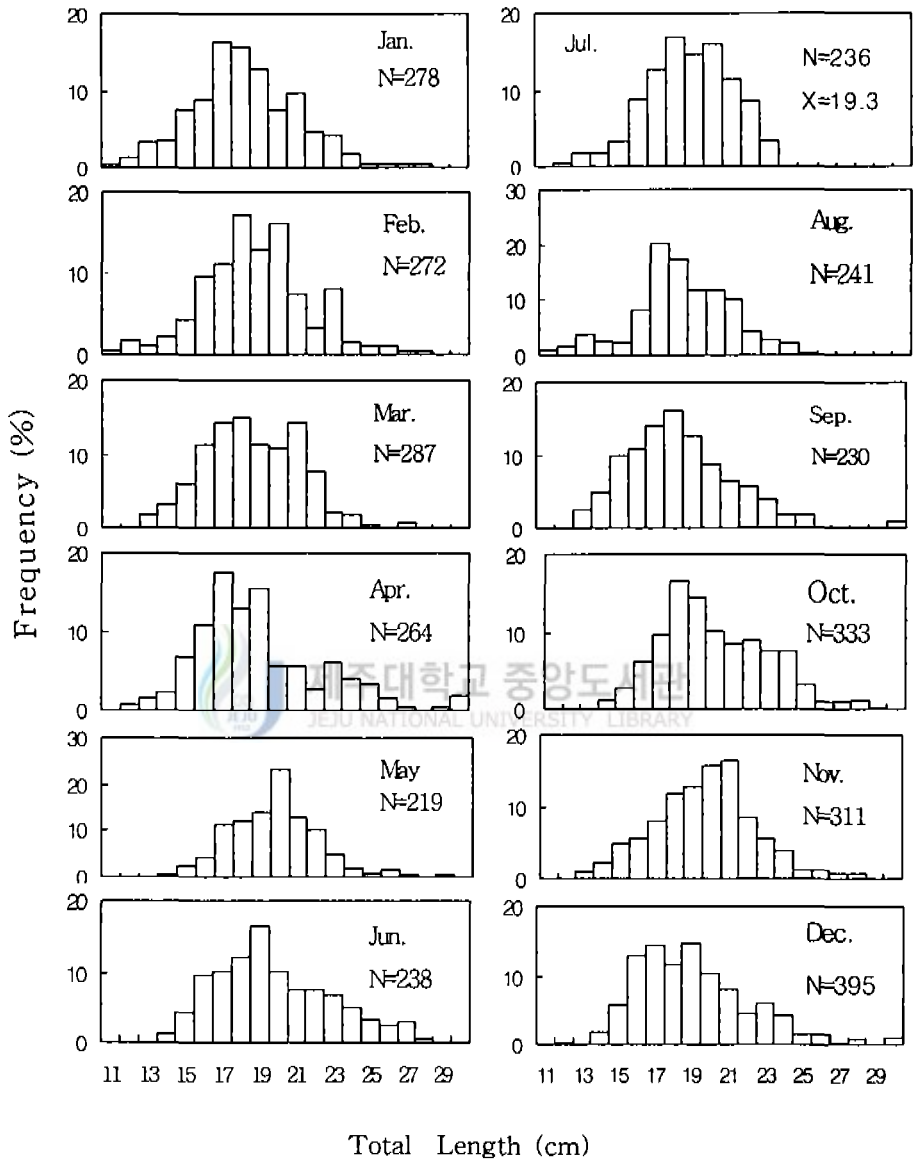 20
10
0
Jan.
N=278
20
10
0
Feb.
N=272
20
10
0
Mar.
N=287
20
10
0
Apr.
N=264
30
20
10
0
May
N=219
20
10
0
Jun.
N=238
11 13 15 17 19 21 23 25 27 29
20
10
0
Jul.
N=236
X=19.3
30
20
10
0
Aug.
N=241
20
10
0
Sep.
N=230
20
10
0
Oct.
N=333
20
10
0
Nov.
N=311
20
10
0
Dec.
N=395
11 13 15 17 19 21 23 25 27 29
Frequency (%)
Total Length (cm)
제주대학교 중앙도서관
JEJU NATIONAL UNIVERSITY LIBRARY
JEJU
1952